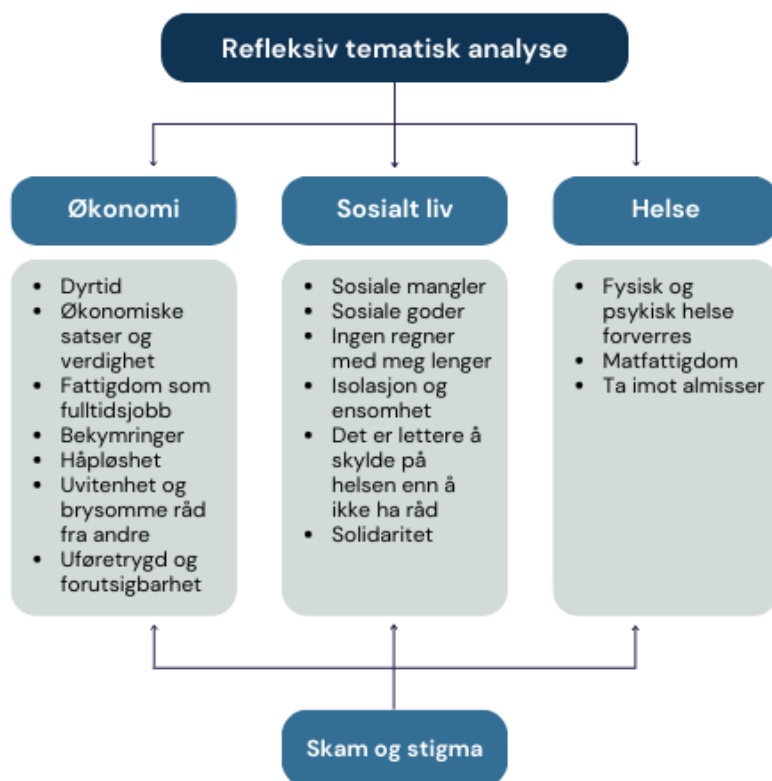 Refleksiv tematisk analyse
Økonomi
• Dyrtid
• Økonomiske
satser og
verdighet
• Fattigdom som
fulltidsjobb
• Bekymringer
• Håpløshet
• Uvitenhet og
brysomme råd
fra andre
• Uføretrygd og
forutsigbarhet
Sosialt liv
• Sosiale mangler
• Sosiale goder
• Ingen regner
med meg lenger
• Isolasjon og
ensomhet
• Det er lettere å
skylde på
helsen enn å
ikke ha råd
• Solidaritet
Helse
• Fysisk og
psykisk helse
forverres
• Matfattigdom
• Ta imot almisser
Skam og stigma